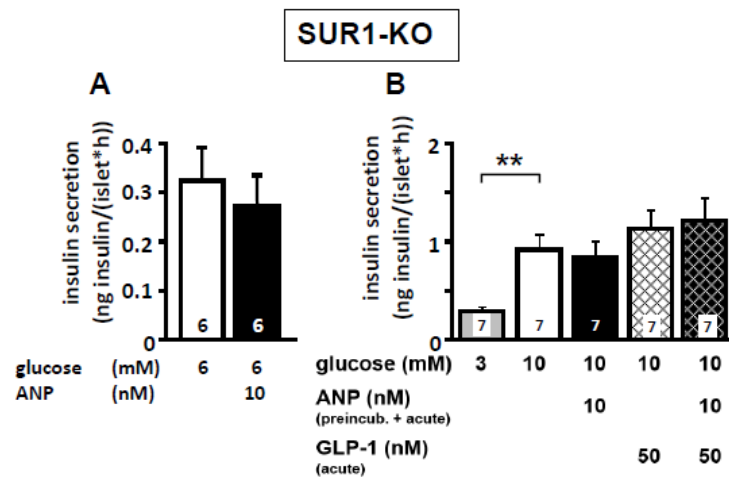 SUR1-KO
A
insulin secretion
(ng insulin/(islet*h))
0.4
0.3
0.2
0.1
0
6
6
glucose (mM) 6 6
ANP (nM) 10
B
insulin secretion
(ng insulin/(islet*h))
2
1
0
**
7
7
7
7
7
glucose (mM) 3 10 10 10 10
ANP (nM) 10 10
(preincub. + acute)
GLP-1 (nM) 50 50
(acute)